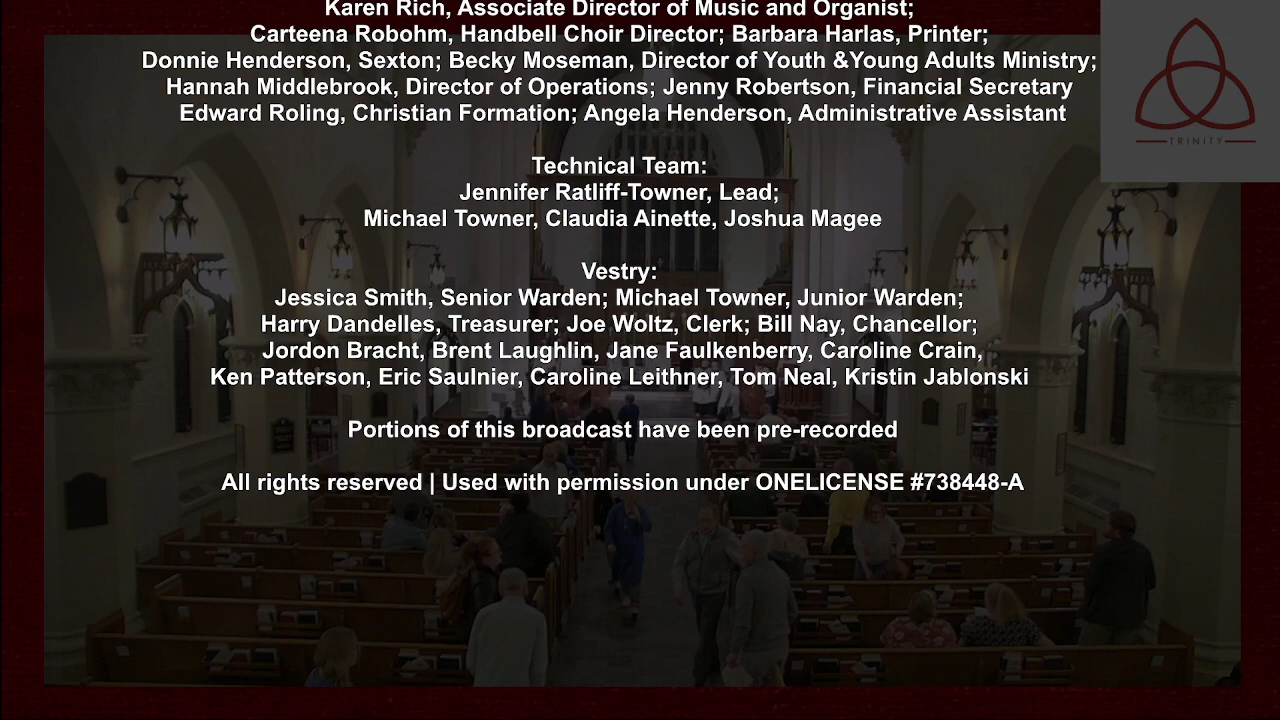 Karen Rich, Associate Director of Music and Organist;
Carteena Robohm, Handbell Choir Director; Barbara Harlas, Printer;
Donnie Henderson, Sexton; Becky Moseman, Director of Youth &Young Adults Ministry;
Hannah Middlebrook, Director of Operations; Jenny Robertson, Financial Secretary
Edward Roling, Christian Formation; Angela Henderson, Administrative Assistant
TRINITY
Technical Team:
Jennifer Ratliff-Towner, Lead;
Michael Towner, Claudia Ainette, Joshua Magee
Vestry:
Jessica Smith, Senior Warden; Michael Towner, Junior Warden;
Harry Dandelles, Treasurer; Joe Woltz, Clerk; Bill Nay, Chancellor;
Jordon Bracht, Brent Laughlin, Jane Faulkenberry, Caroline Crain,
Ken Patterson, Eric Saulnier, Caroline Leithner, Tom Neal, Kristin Jablonski
Portions of this broadcast have been pre-recorded
All rights reserved | Used with permission under ONELICENSE #738448-A